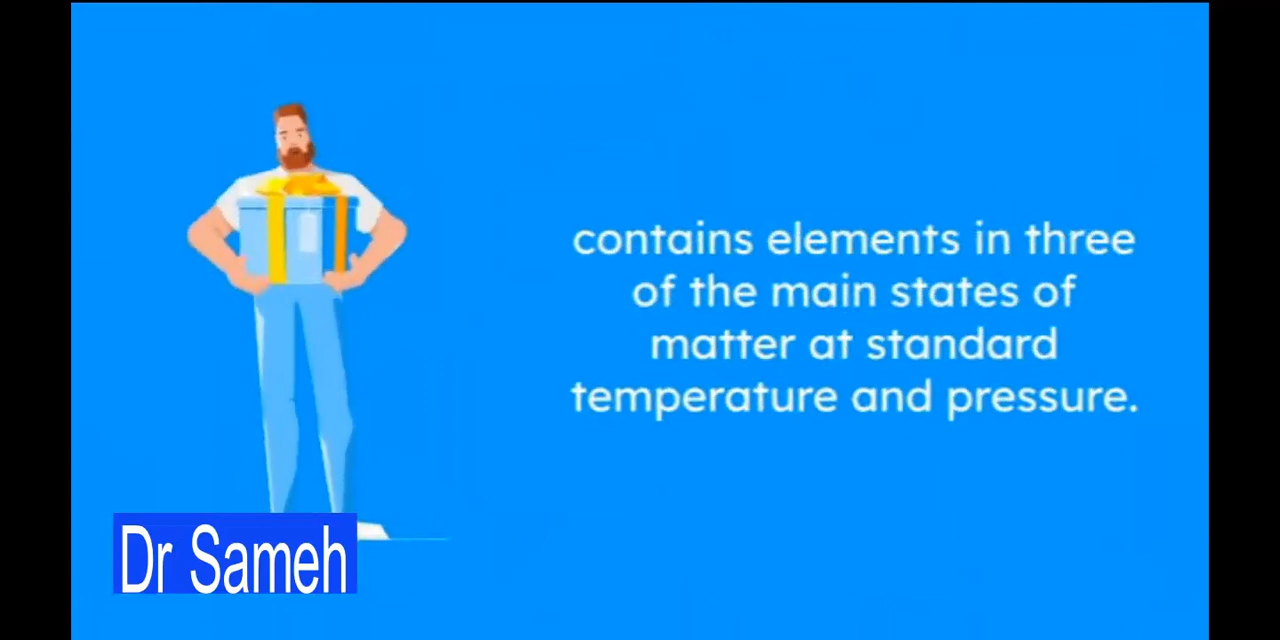 contains elements in three
of the main states of
matter at standard
temperature and pressure.
Dr Sameh